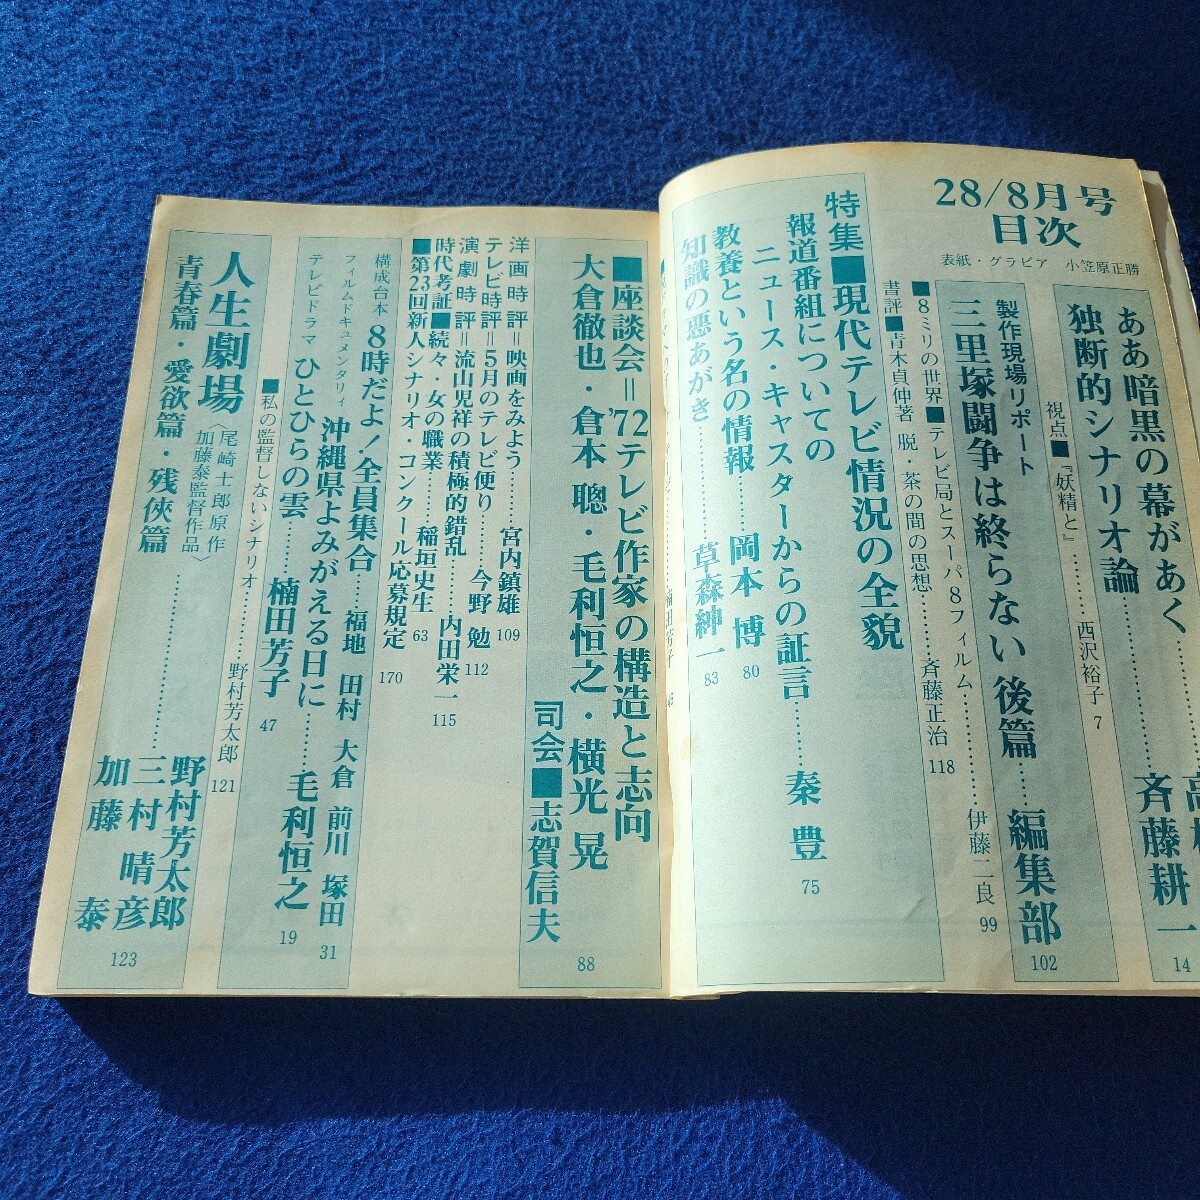 28/8月号
目次
表紙・グラビア 小笠原正勝
ああ暗黒の幕があく
独断的シナリオ論
斉藤耕一
14
視点■『妖精と』……西沢裕子 7
製作現場リポート
三里塚闘争は終らない 後篇……編集部
102
■8ミリの世界■テレビ局とスーパ8フィルム……伊藤二良 99
書評■青木貞伸著 脱・茶の間の思想……斉藤正治 118
特集■現代テレビ情況の全貌
報道番組についての
ニュース・キャスターからの証言……秦 豊
75
教養という名の情報……岡本 博 80
知識の悪あがき……草森紳一 83
■座談会='72テレビ作家の構造と志向
大倉徹也・倉本 聰・毛利恒之・横光 晃
司会■志賀信夫
88
洋画時評=映画をみよう……宮内鎮雄 109
テレビ時評=5月のテレビ便り……今野 勉 112
演劇時評=流山児祥の積極的錯乱……内田栄一 115
時代考証■続々・女の職業……稲垣史生 63
■第23回新人シナリオ・コンクール応募規定 170
構成台本 8時だよ!全員集合……福地 田村 大倉 前川 塚田 31
フィルムドキュメンタリィ 沖縄県よみがえる日に……毛利恒之 19
テレビドラマ ひとひらの雲……楠田芳子 47
■私の監督しないシナリオ……野村芳太郎 121
人生劇場〈尾崎士郎原作 加藤泰監督作品〉
青春篇・愛欲篇・残侠篇……野村芳太郎
三村晴彦
加藤 泰
123